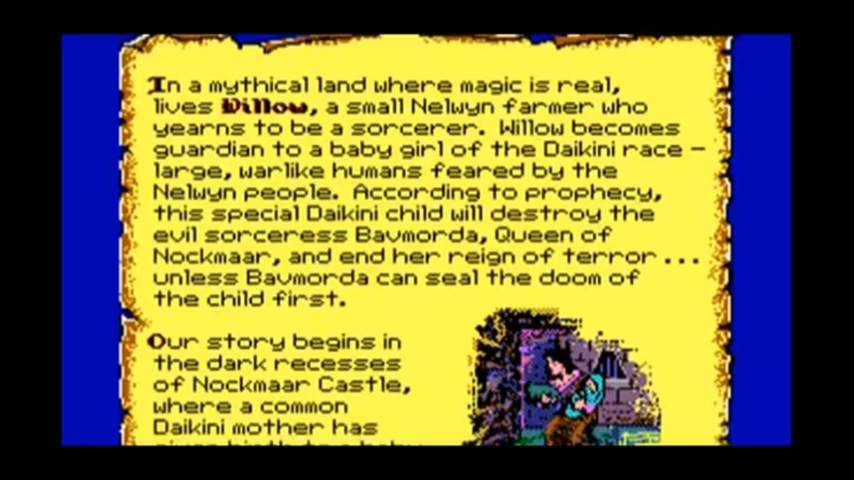 In a mythical land where magic is real,
lives Willow, a small Nelwyn farmer who
yearns to be a sorcerer. Willow becomes
guardian to a baby girl of the Daikini race –
large, warlike humans feared by the
Nelwyn people. According to prophecy,
this special Daikini child will destroy the
evil sorceress Bavmorda, Queen of
Nockmaar, and end her reign of terror...
unless Bavmorda can seal the doom of
the child first.
Our story begins in
the dark recesses
of Nockmaar Castle,
where a common
Daikini mother has